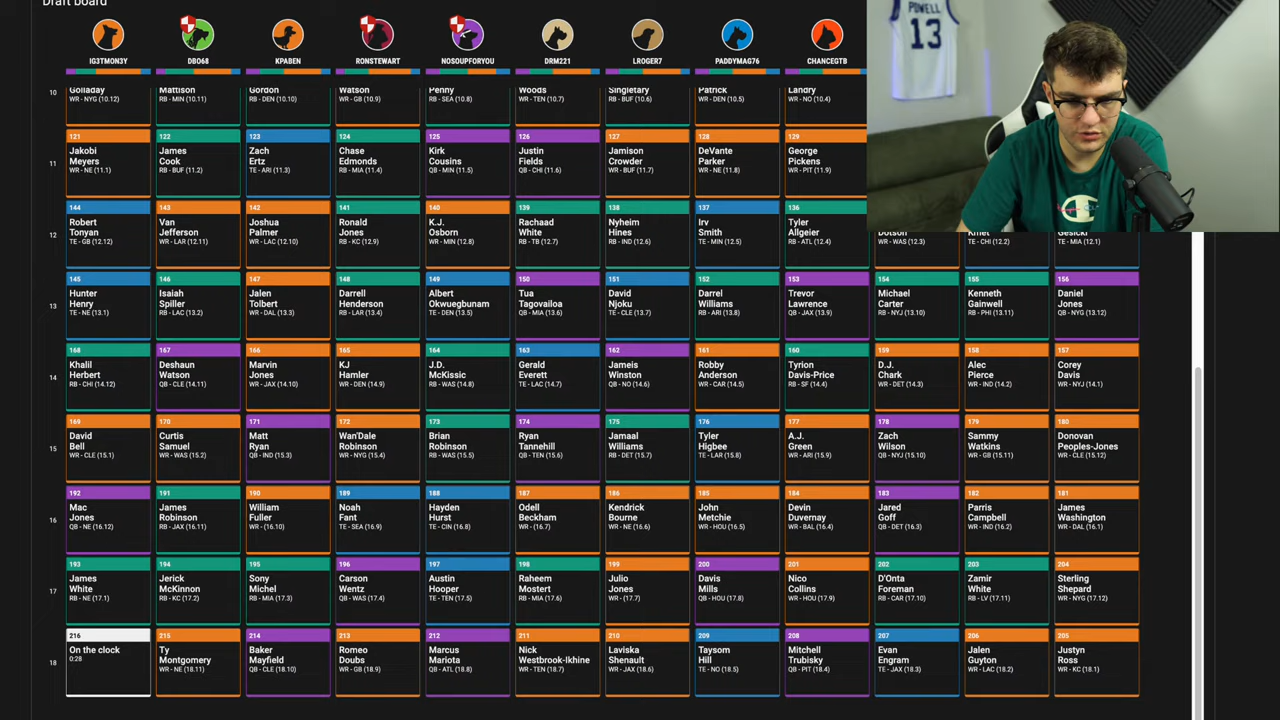 Draft board
IG3TMON3Y DBO68 KPABEN RONSTEWART NOSOUPFORYOU DRM221 LROGER7 PADDYMAG76 CHANCEGTB
POWELL
13
10
Golladay Mattison Gordon Watson Penny Woods Singletary Patrick Landry
WR - NYG (10.12) RB - MIN (10.11) RB - DEN (10.10) WR - GB (10.9) RB - SEA (10.8) WR - TEN (10.7) RB - BUF (10.6) WR - DEN (10.5) WR - NO (10.4)
121 122 123 124 125 126 127 128 129
11
Jakobi James Zach Chase Kirk Justin Jamison DeVante George
Meyers Cook Ertz Edmonds Cousins Fields Crowder Parker Pickens
WR - NE (11.1) RB - BUF (11.2) TE - ARI (11.3) RB - MIA (11.4) QB - MIN (11.5) QB - CHI (11.6) WR - BUF (11.7) WR - NE (11.8) WR - PIT (11.9)
144 143 142 141 140 139 138 137 136
12
Robert Van Joshua Ronald K.J. Rachaad Nyheim Irv Tyler
Tonyan Jefferson Palmer Jones Osborn White Hines Smith Allgeier Dotson Kmet Gesicki
TE - GB (12.12) WR - LAR (12.11) WR - LAC (12.10) RB - KC (12.9) WR - MIN (12.8) RB - TB (12.7) RB - IND (12.6) TE - MIN (12.5) RB - ATL (12.4) WR - WAS (12.3) TE - CHI (12.2) TE - MIA (12.1)
145 146 147 148 149 150 151 152 153 154 155 156
13
Hunter Isaiah Jalen Darrell Albert Tua David Darrel Trevor Michael Kenneth Daniel
Henry Spiller Tolbert Henderson Okwuegbunam Tagovailoa Njoku Williams Lawrence Carter Gainwell Jones
TE - NE (13.1) RB - LAC (13.2) WR - DAL (13.3) RB - LAR (13.4) TE - DEN (13.5) QB - MIA (13.6) TE - CLE (13.7) RB - ARI (13.8) QB - JAX (13.9) RB - NYJ (13.10) RB - PHI (13.11) QB - NYG (13.12)
168 167 166 165 164 163 162 161 160 159 158 157
14
Khalil Deshaun Marvin KJ J.D. Gerald Jameis Robby Tyrion D.J. Alec Corey
Herbert Watson Jones Hamler McKissic Everett Winston Anderson Davis-Price Chark Pierce Davis
RB - CHI (14.12) QB - CLE (14.11) WR - JAX (14.10) WR - DEN (14.9) RB - WAS (14.8) TE - LAC (14.7) QB - NO (14.6) WR - CAR (14.5) RB - SF (14.4) WR - DET (14.3) WR - IND (14.2) WR - NYJ (14.1)
169 170 171 172 173 174 175 176 177 178 179 180
15
David Curtis Matt Wan'Dale Brian Ryan Jamaal Tyler A.J. Zach Sammy Donovan
Bell Samuel Ryan Robinson Robinson Tannehill Williams Higbee Green Wilson Watkins Peoples-Jones
WR - CLE (15.1) WR - WAS (15.2) QB - IND (15.3) WR - NYG (15.4) RB - WAS (15.5) QB - TEN (15.6) RB - DET (15.7) TE - LAR (15.8) WR - ARI (15.9) QB - NYJ (15.10) WR - GB (15.11) WR - CLE (15.12)
192 191 190 189 188 187 186 185 184 183 182 181
16
Mac James William Noah Hayden Odell Kendrick John Devin Jared Parris James
Jones Robinson Fuller Fant Hurst Beckham Bourne Metchie Duvernay Goff Campbell Washington
QB - NE (16.12) RB - JAX (16.11) WR - (16.10) TE - SEA (16.9) TE - CIN (16.8) WR - (16.7) WR - NE (16.6) WR - HOU (16.5) WR - BAL (16.4) QB - DET (16.3) WR - IND (16.2) WR - DAL (16.1)
193 194 195 196 197 198 199 200 201 202 203 204
17
James Jerick Sony Carson Austin Raheem Julio Davis Nico D'Onta Zamir Sterling
White McKinnon Michel Wentz Hooper Mostert Jones Mills Collins Foreman White Shepard
RB - NE (17.1) RB - KC (17.2) RB - MIA (17.3) QB - WAS (17.4) TE - TEN (17.5) RB - MIA (17.6) WR - (17.7) QB - HOU (17.8) WR - HOU (17.9) RB - CAR (17.10) RB - LV (17.11) WR - NYG (17.12)
216 215 214 213 212 211 210 209 208 207 206 205
18
On the clock Ty Baker Romeo Marcus Nick Laviska Taysom Mitchell Evan Jalen Justyn
0:28 Montgomery Mayfield Doubs Mariota Westbrook-Ikhine Shenault Hill Trubisky Engram Guyton Ross
WR - NE (18.11) QB - CLE (18.10) WR - GB (18.9) QB - ATL (18.8) WR - TEN (18.7) WR - JAX (18.6) TE - NO (18.5) QB - PIT (18.4) TE - JAX (18.3) WR - LAC (18.2) WR - KC (18.1)